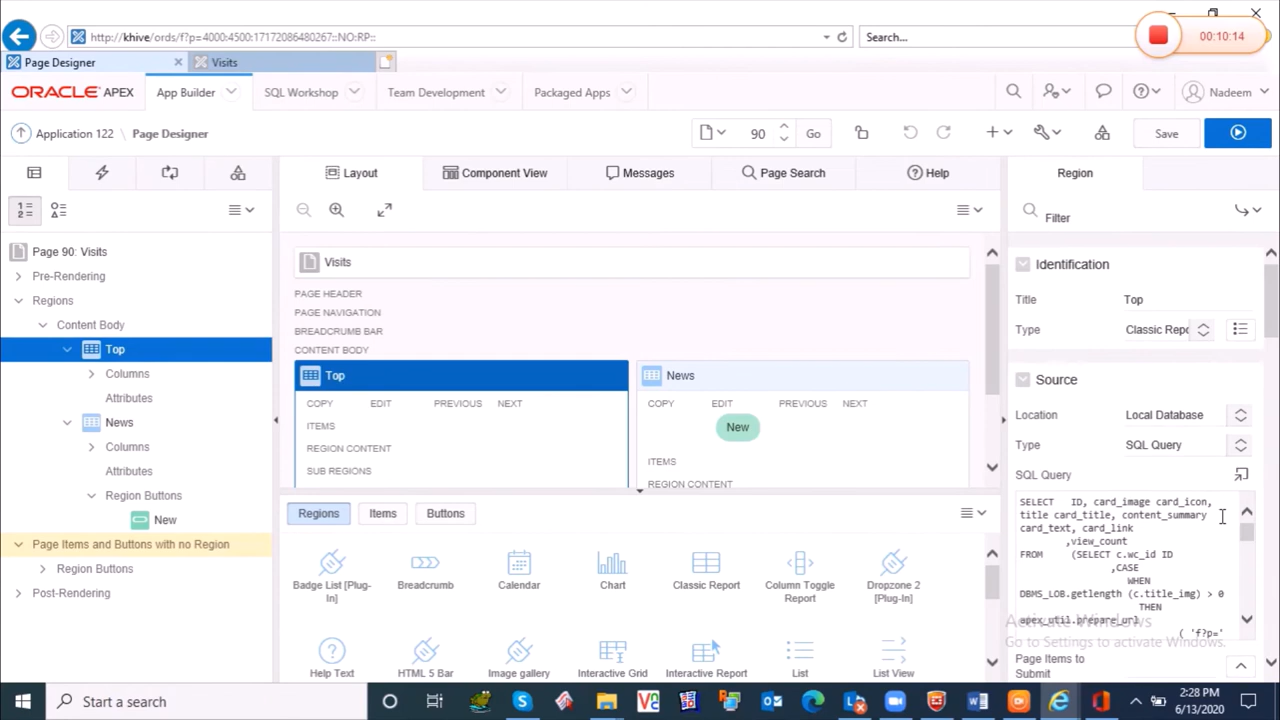 http://khive/ords/f?p=4000:4500:17172086480267::NO:RP::
Search...
00:10:14
Page Designer
Visits
ORACLE APEX
App Builder
SQL Workshop
Team Development
Packaged Apps
Nadeem
Application 122
Page Designer
90
Go
Save
Layout
Component View
Messages
Page Search
Help
Region
Filter
Page 90: Visits
Pre-Rendering
Regions
Content Body
Top
Columns
Attributes
News
Columns
Attributes
Region Buttons
New
Page Items and Buttons with no Region
Region Buttons
Post-Rendering
Visits
PAGE HEADER
PAGE NAVIGATION
BREADCRUMB BAR
CONTENT BODY
Top
COPY EDIT PREVIOUS NEXT
ITEMS
REGION CONTENT
SUB REGIONS
News
COPY EDIT PREVIOUS NEXT
New
ITEMS
REGION CONTENT
Regions
Items
Buttons
Badge List [Plug-
In]
Breadcrumb
Calendar
Chart
Classic Report
Column Toggle
Report
Dropzone 2
[Plug-In]
Help Text
HTML 5 Bar
Image gallery
Interactive Grid
Interactive Report
List
List View
Identification
Title Top
Type Classic Repo
Source
Location Local Database
Type SQL Query
SQL Query
SELECT ID, card_image card_icon,
title card_title, content_summary
card_text, card_link
,view_count
FROM (SELECT c.wc_id ID
,CASE
WHEN
DBMS_LOB.getlength (c.title_img) > 0
THEN
apex_util.prepare_url
( 'f?p='
Page Items to
Submit
Activate Windows
Go to Settings to activate Windows.
Start a search
2:28 PM
6/13/2020